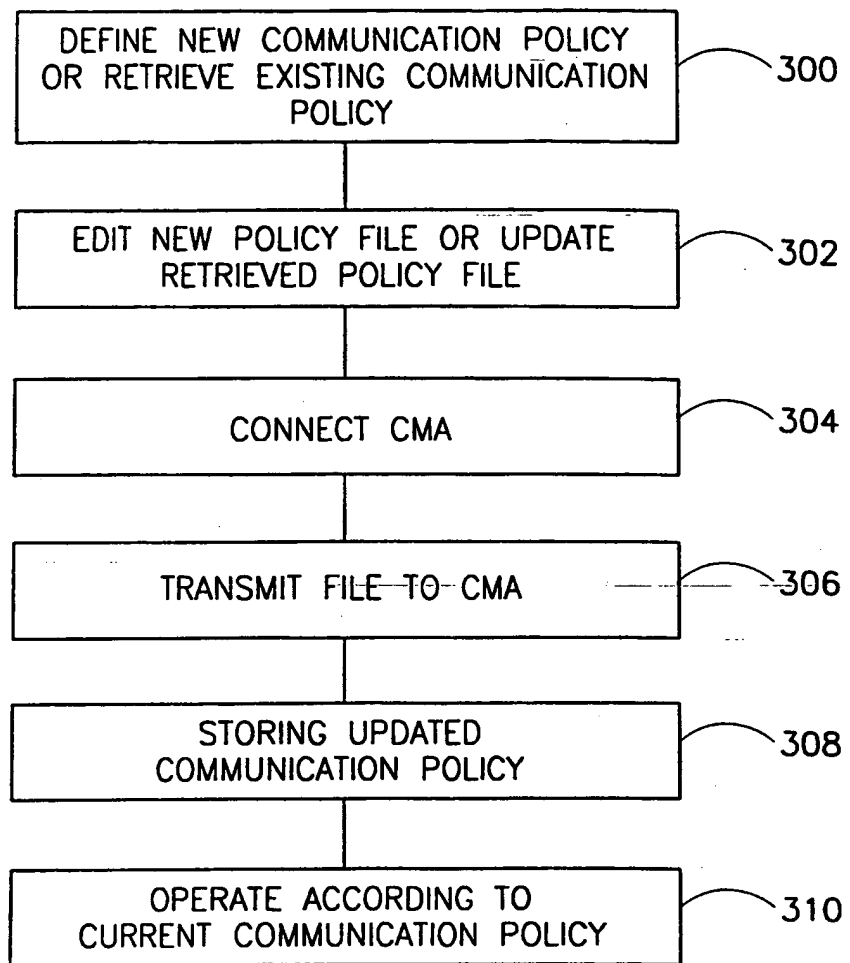 DEFINE NEW COMMUNICATION POLICY
OR RETRIEVE EXISTING COMMUNICATION
POLICY
300
EDIT NEW POLICY FILE OR UPDATE
RETRIEVED POLICY FILE
302
CONNECT CMA
304
TRANSMIT FILE TO CMA
306
STORING UPDATED
COMMUNICATION POLICY
308
OPERATE ACCORDING TO
CURRENT COMMUNICATION POLICY
310